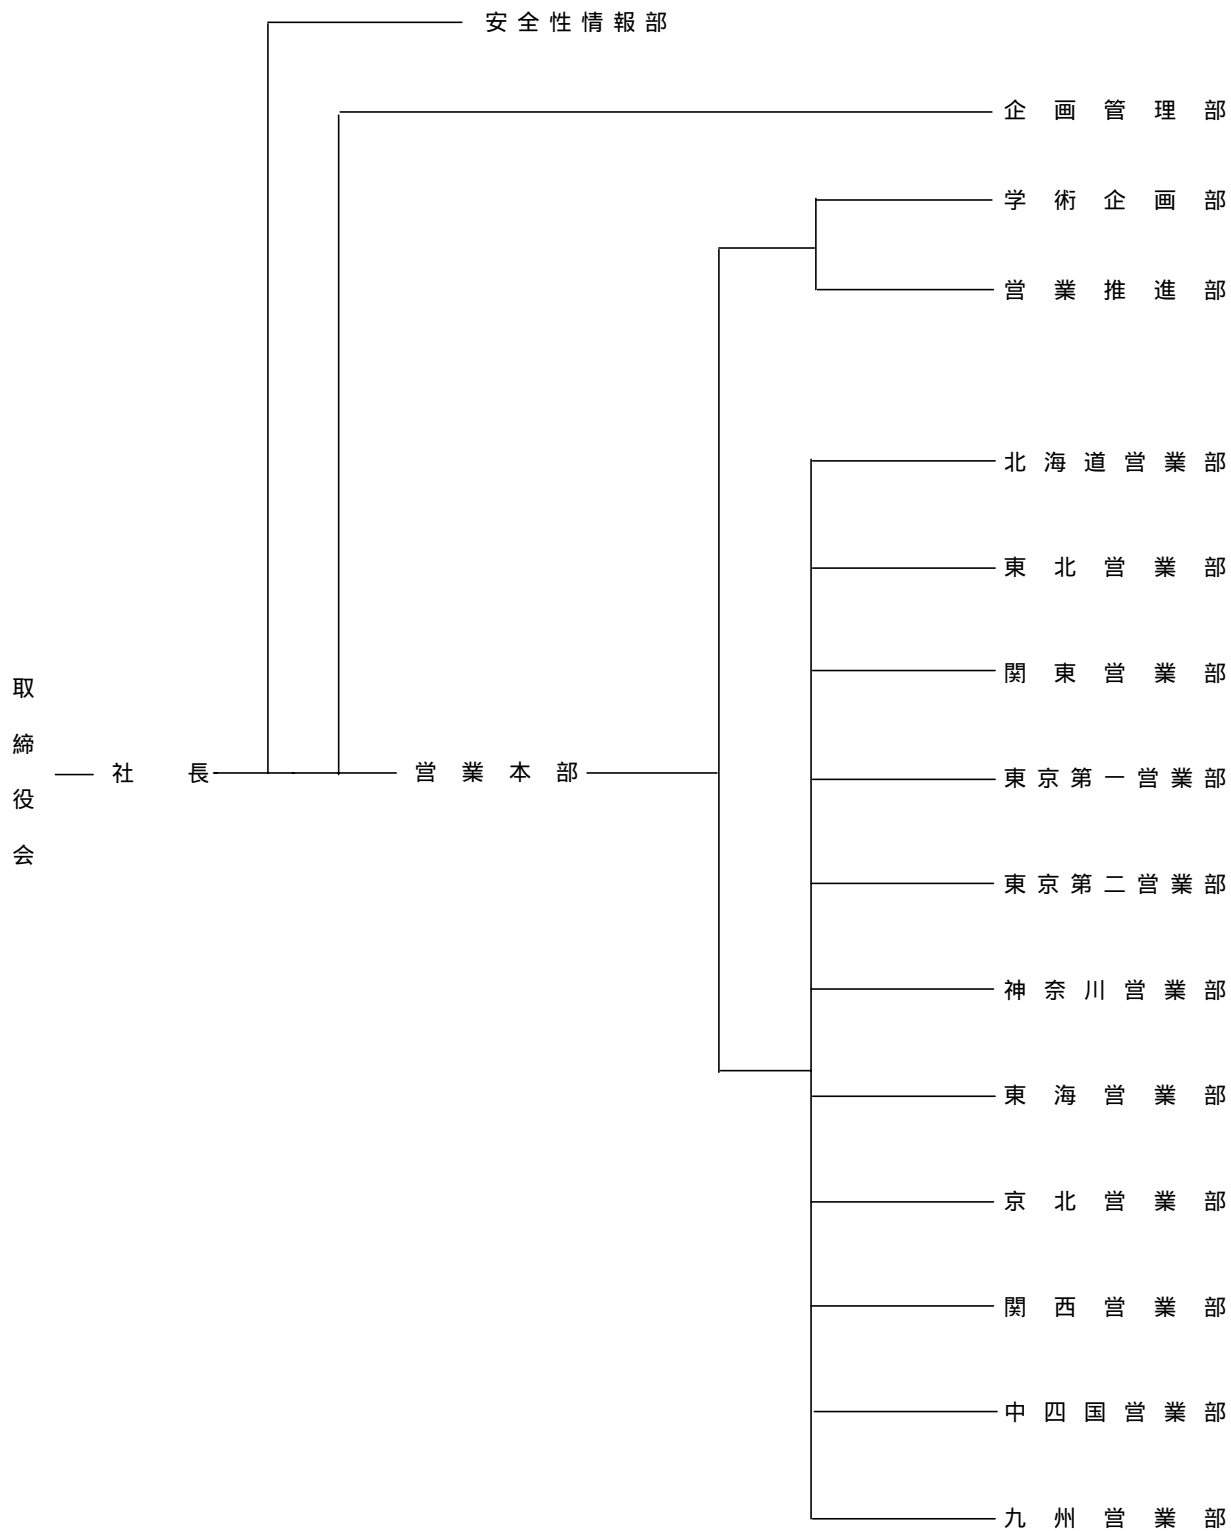 安全性情報部
企画管理部
学術企画部
営業推進部
北海道営業部
東北営業部
関東営業部
取締役会
社長
営業本部
東京第一営業部
東京第二営業部
神奈川営業部
東海営業部
京北営業部
関西営業部
中四国営業部
九州営業部